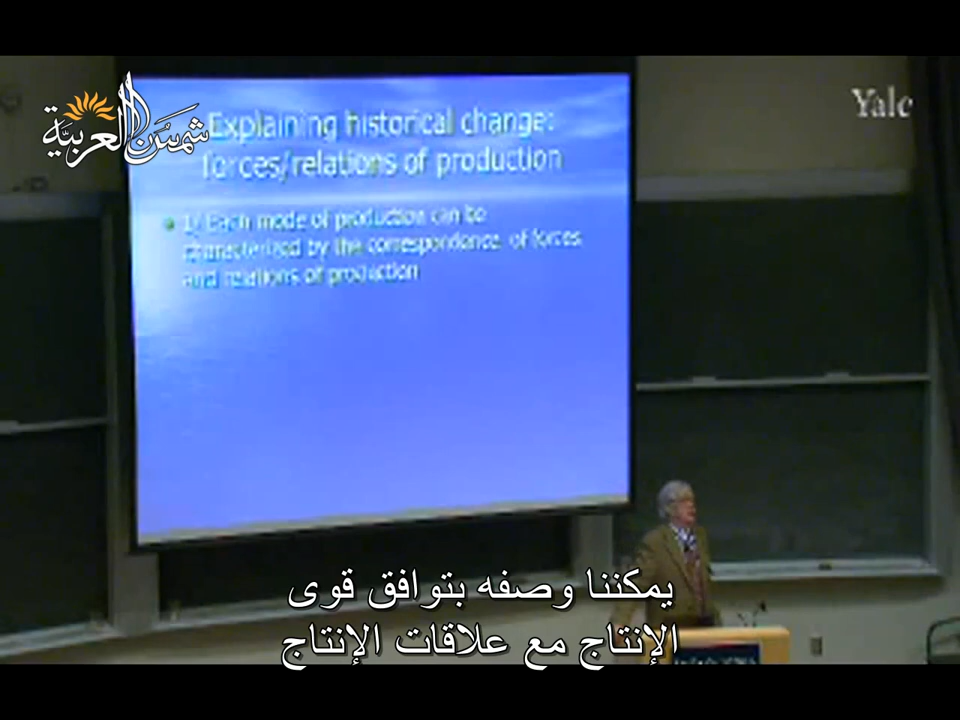 شمس العربية
Yale
Explaining historical change:
forces/relations of production
1/ Each mode of production can be
characterized by the correspondence of forces
and relations of production
يمكننا وصفه بتوافق قوى
الإنتاج مع علاقات الإنتاج